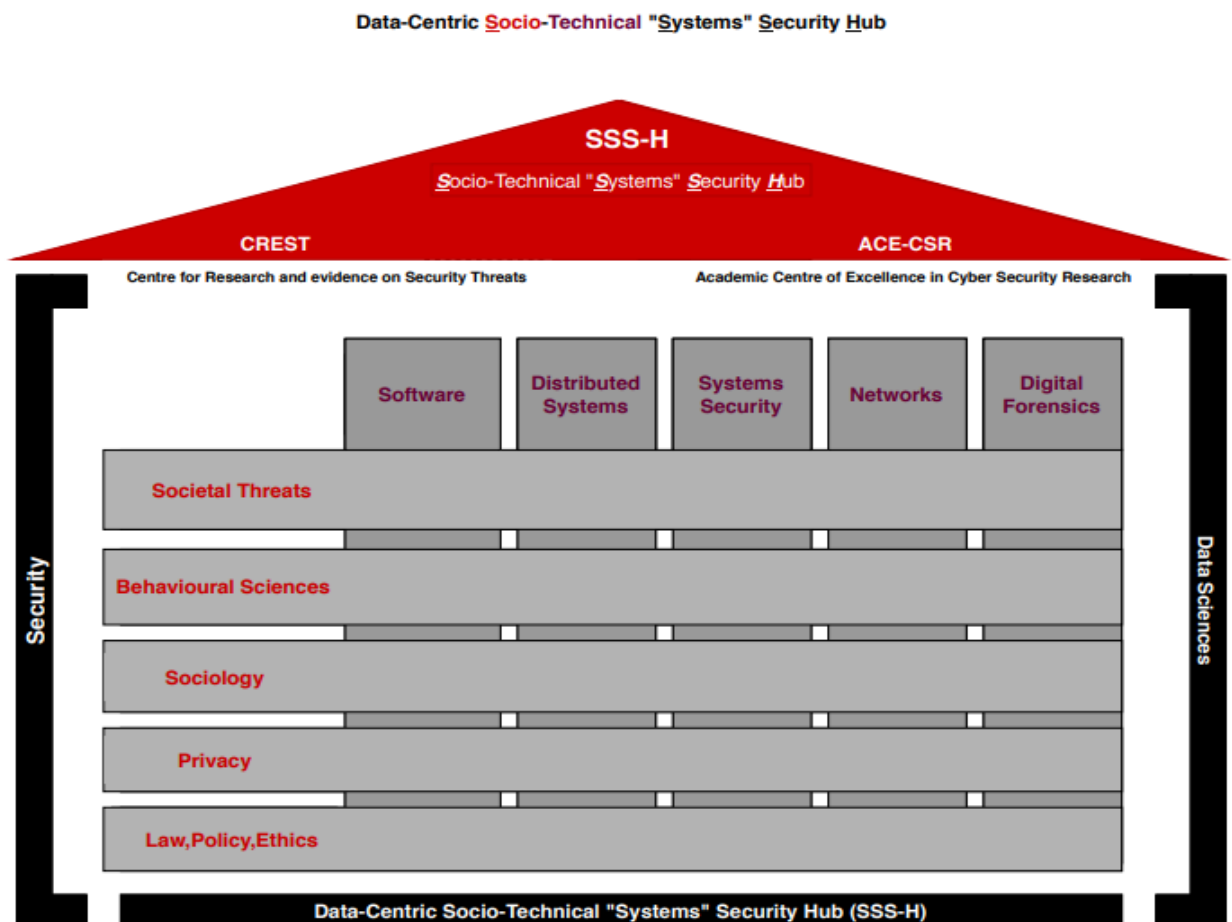 Data-Centric Socio-Technical "Systems" Security Hub
SSS-H
Socio-Technical "Systems" Security Hub
CREST
ACE-CSR
Centre for Research and evidence on Security Threats
Academic Centre of Excellence in Cyber Security Research
Software
Distributed
Systems
Systems
Security
Networks
Digital
Forensics
Societal Threats
Behavioural Sciences
Sociology
Privacy
Law,Policy,Ethics
Security
Data Sciences
Data-Centric Socio-Technical "Systems" Security Hub (SSS-H)